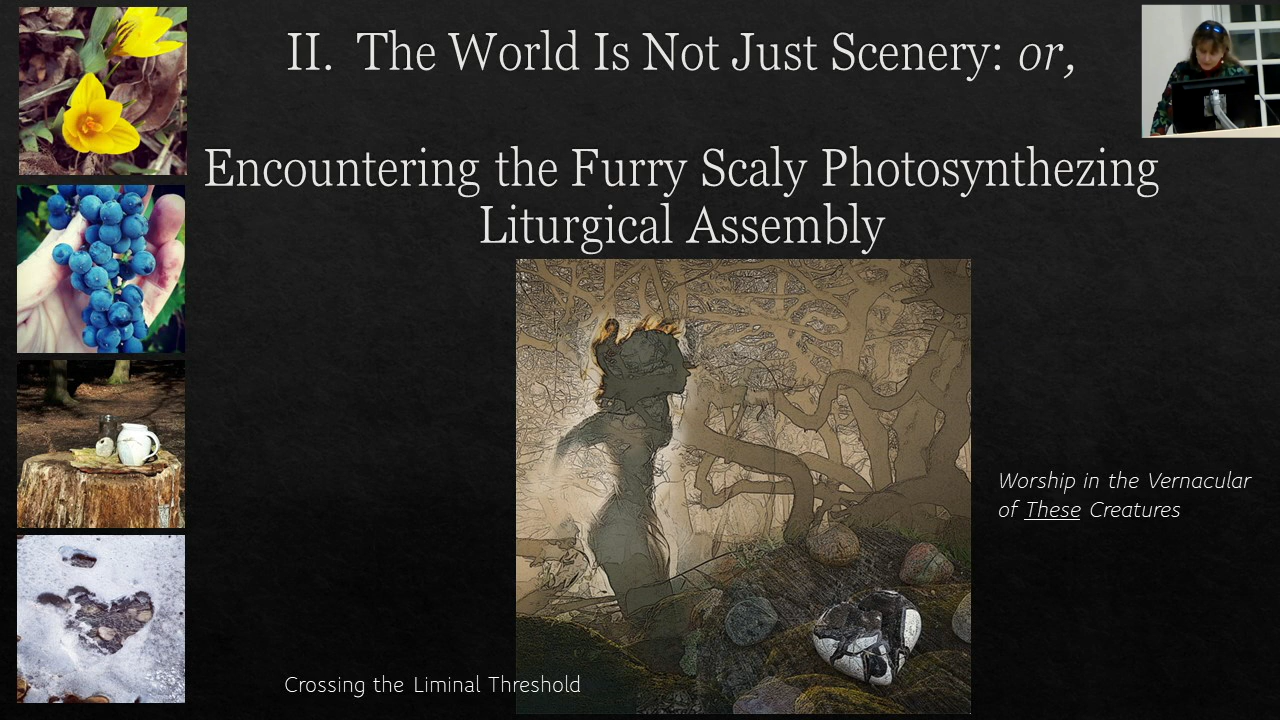 II. The World Is Not Just Scenery: or,
Encountering the Furry Scaly Photosynthezing
Liturgical Assembly
Worship in the Vernacular
of These Creatures
Crossing the Liminal Threshold